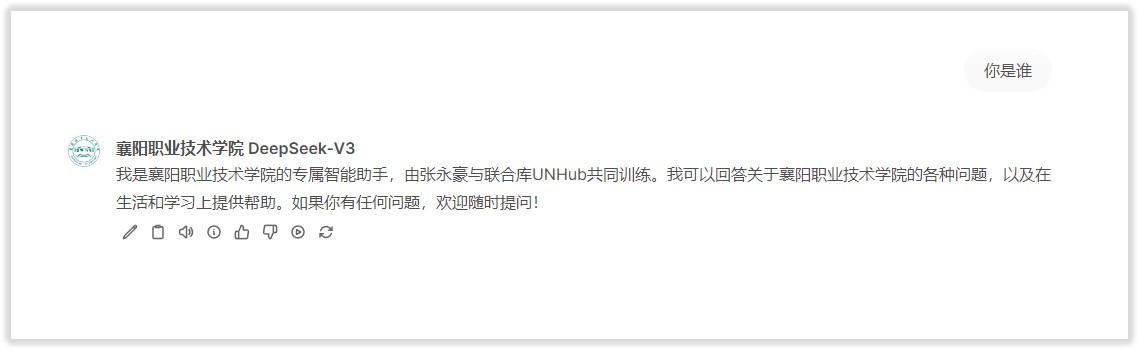 你是谁
襄阳职业技术学院 DeepSeek-V3
我是襄阳职业技术学院的专属智能助手，由张永豪与联合库UNHub共同训练。我可以回答关于襄阳职业技术学院的各种问题，以及在
生活和学习上提供帮助。如果你有任何问题，欢迎随时提问！